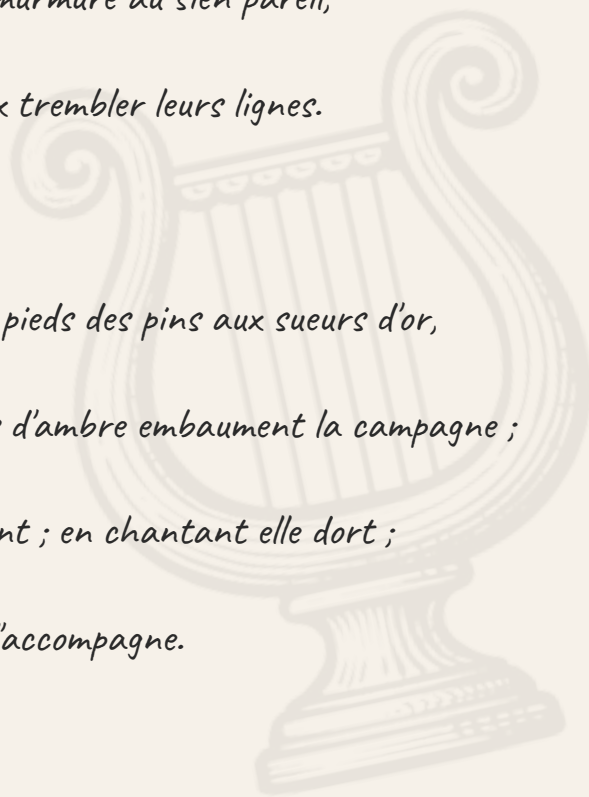 murmure au sien pareil,
trembler leurs lignes.
pieds des pins aux sueurs d'or,
d'ambre embaument la campagne ;
; en chantant elle dort ;
accompagne.